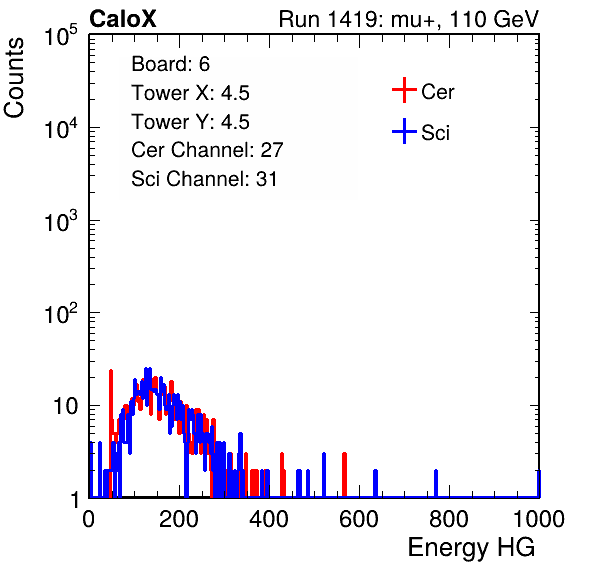 CaloX Run 1419: mu+, 110 GeV
Counts
Board: 6
Tower X: 4.5
Tower Y: 4.5
Cer Channel: 27
Sci Channel: 31
Cer
Sci
10^5
10^4
10^3
10^2
10
1
0 200 400 600 800 1000
Energy HG